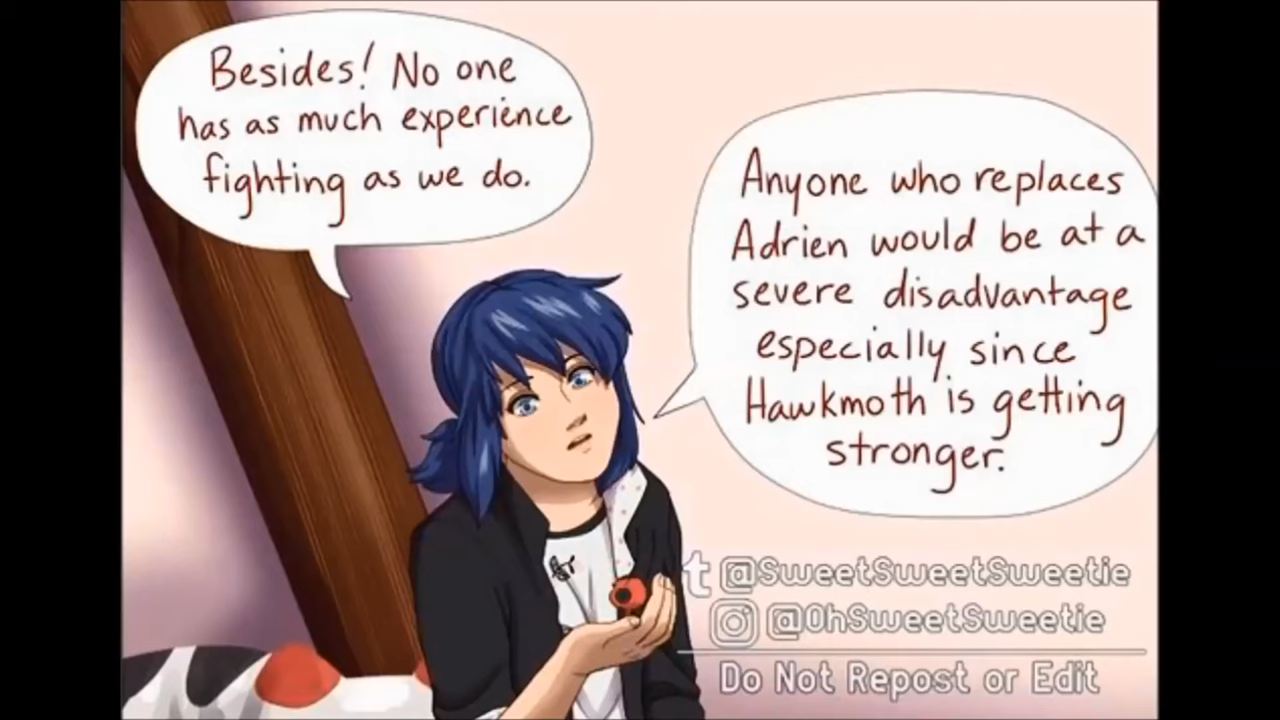 Besides! No one
has as much experience
fighting as we do.
Anyone who replaces
Adrien would be at a
severe disadvantage
especially since
Hawkmoth is getting
stronger.
t @SweetSweetSweetie
@OhSweetSweetie
Do Not Repost or Edit